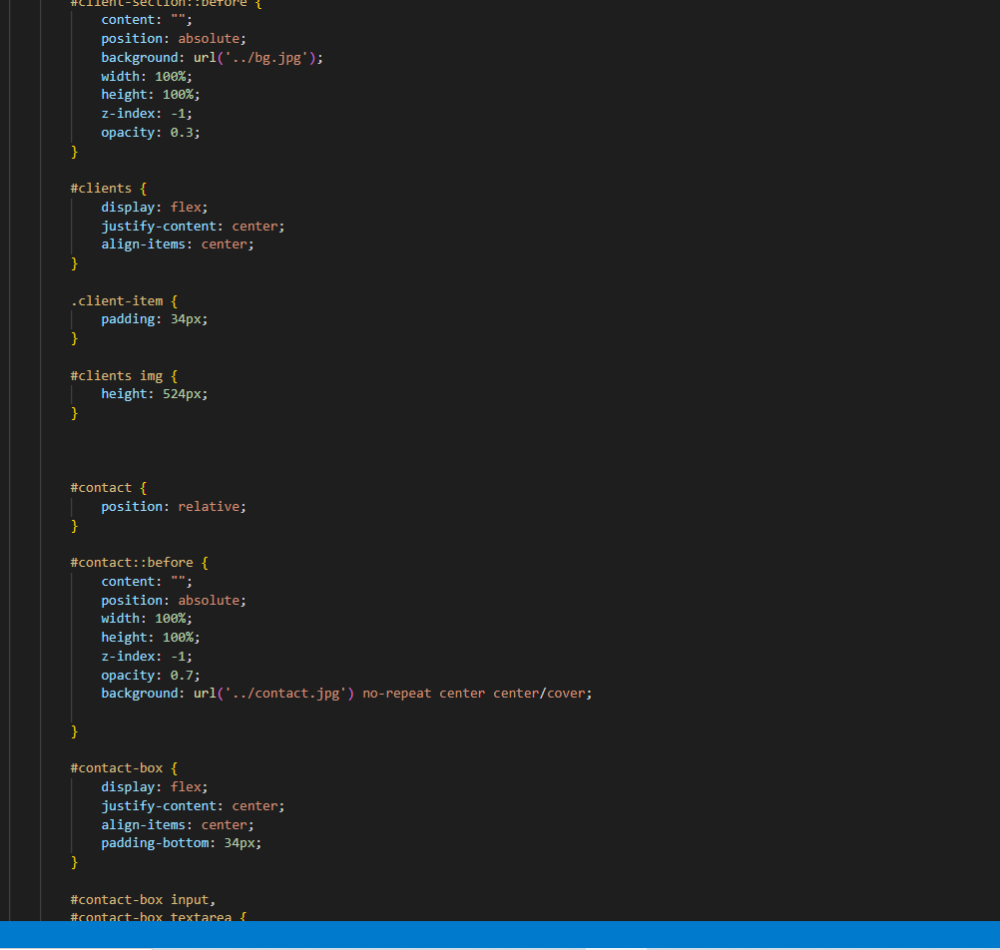 #client-section::before {
content: "";
position: absolute;
background: url('../bg.jpg');
width: 100%;
height: 100%;
z-index: -1;
opacity: 0.3;
}
#clients {
display: flex;
justify-content: center;
align-items: center;
}
.client-item {
padding: 34px;
}
#clients img {
height: 524px;
}
#contact {
position: relative;
}
#contact::before {
content: "";
position: absolute;
width: 100%;
height: 100%;
z-index: -1;
opacity: 0.7;
background: url('../contact.jpg') no-repeat center center/cover;
}
#contact-box {
display: flex;
justify-content: center;
align-items: center;
padding-bottom: 34px;
}
#contact-box input,
#contact-box textarea {